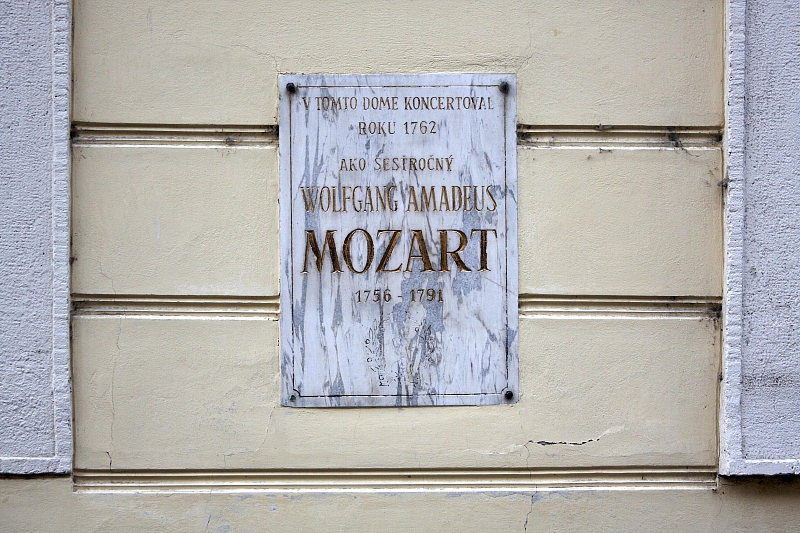 V TOMTO DOME KONCERTOVAL
ROKU 1762
AKO ŠESŤROČNÝ
WOLFGANG AMADEUS
MOZART
1756 - 1791